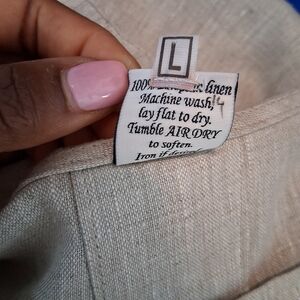 L
100% linen
Machine wash,
lay flat to dry.
Tumble AIR DRY
to soften.
Iron if